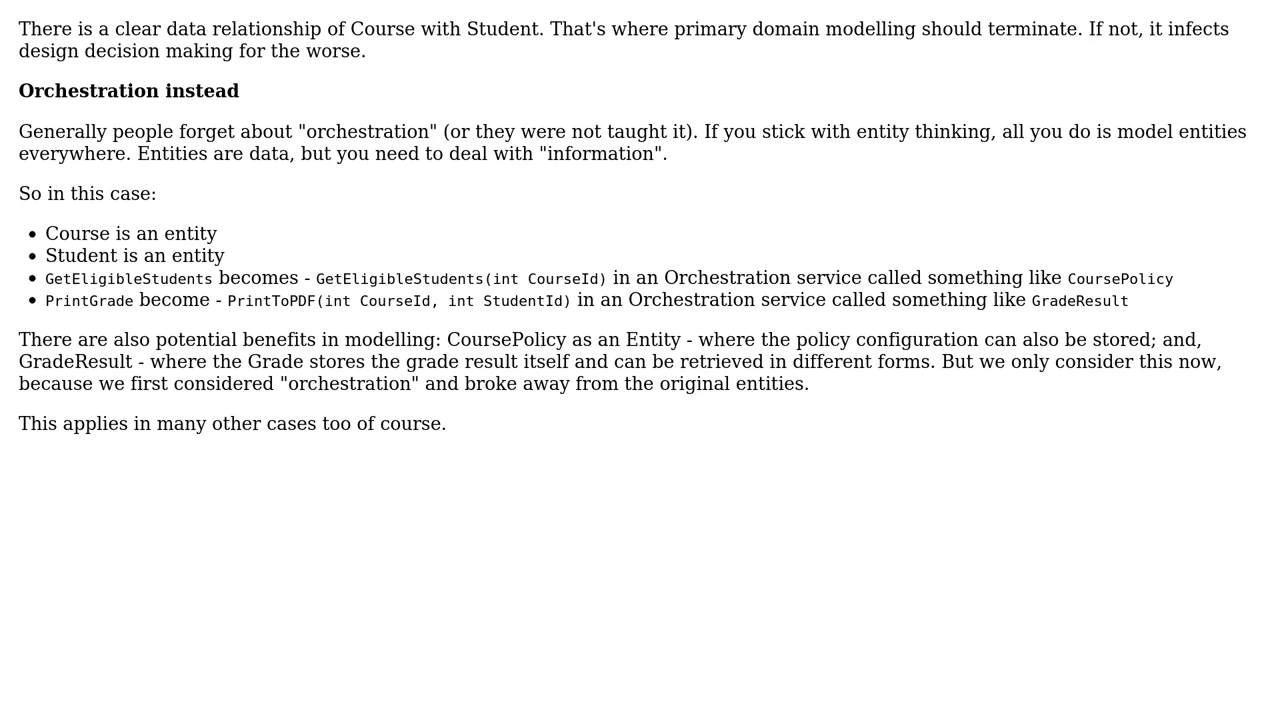 There is a clear data relationship of Course with Student. That's where primary domain modelling should terminate. If not, it infects
design decision making for the worse.
Orchestration instead
Generally people forget about "orchestration" (or they were not taught it). If you stick with entity thinking, all you do is model entities
everywhere. Entities are data, but you need to deal with "information".
So in this case:
• Course is an entity
• Student is an entity
• GetEligibleStudents becomes - GetEligibleStudents(int CourseId) in an Orchestration service called something like CoursePolicy
• PrintGrade become - PrintToPDF(int CourseId, int StudentId) in an Orchestration service called something like GradeResult
There are also potential benefits in modelling: CoursePolicy as an Entity - where the policy configuration can also be stored; and,
GradeResult - where the Grade stores the grade result itself and can be retrieved in different forms. But we only consider this now,
because we first considered "orchestration" and broke away from the original entities.
This applies in many other cases too of course.